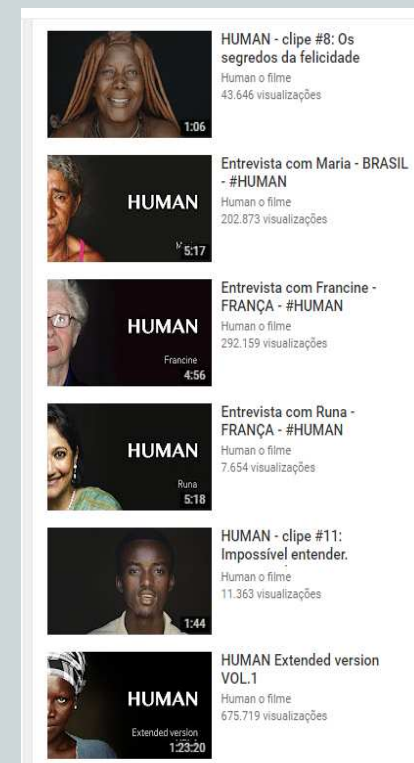 HUMAN - clipe #8: Os
segredos da felicidade
Human o filme
43.646 visualizações
1:06
Entrevista com Maria - BRASIL
- #HUMAN
Human o filme
202.873 visualizações
HUMAN
5:17
Entrevista com Francine -
FRANÇA - #HUMAN
Human o filme
292.159 visualizações
HUMAN
Francine
4:56
Entrevista com Runa -
FRANÇA - #HUMAN
Human o filme
7.654 visualizações
HUMAN
Runa
5:18
HUMAN - clipe #11:
Impossível entender.
Human o filme
11.363 visualizações
1:44
HUMAN Extended version
VOL.1
Human o filme
675.719 visualizações
HUMAN
Extended version
1:23:20